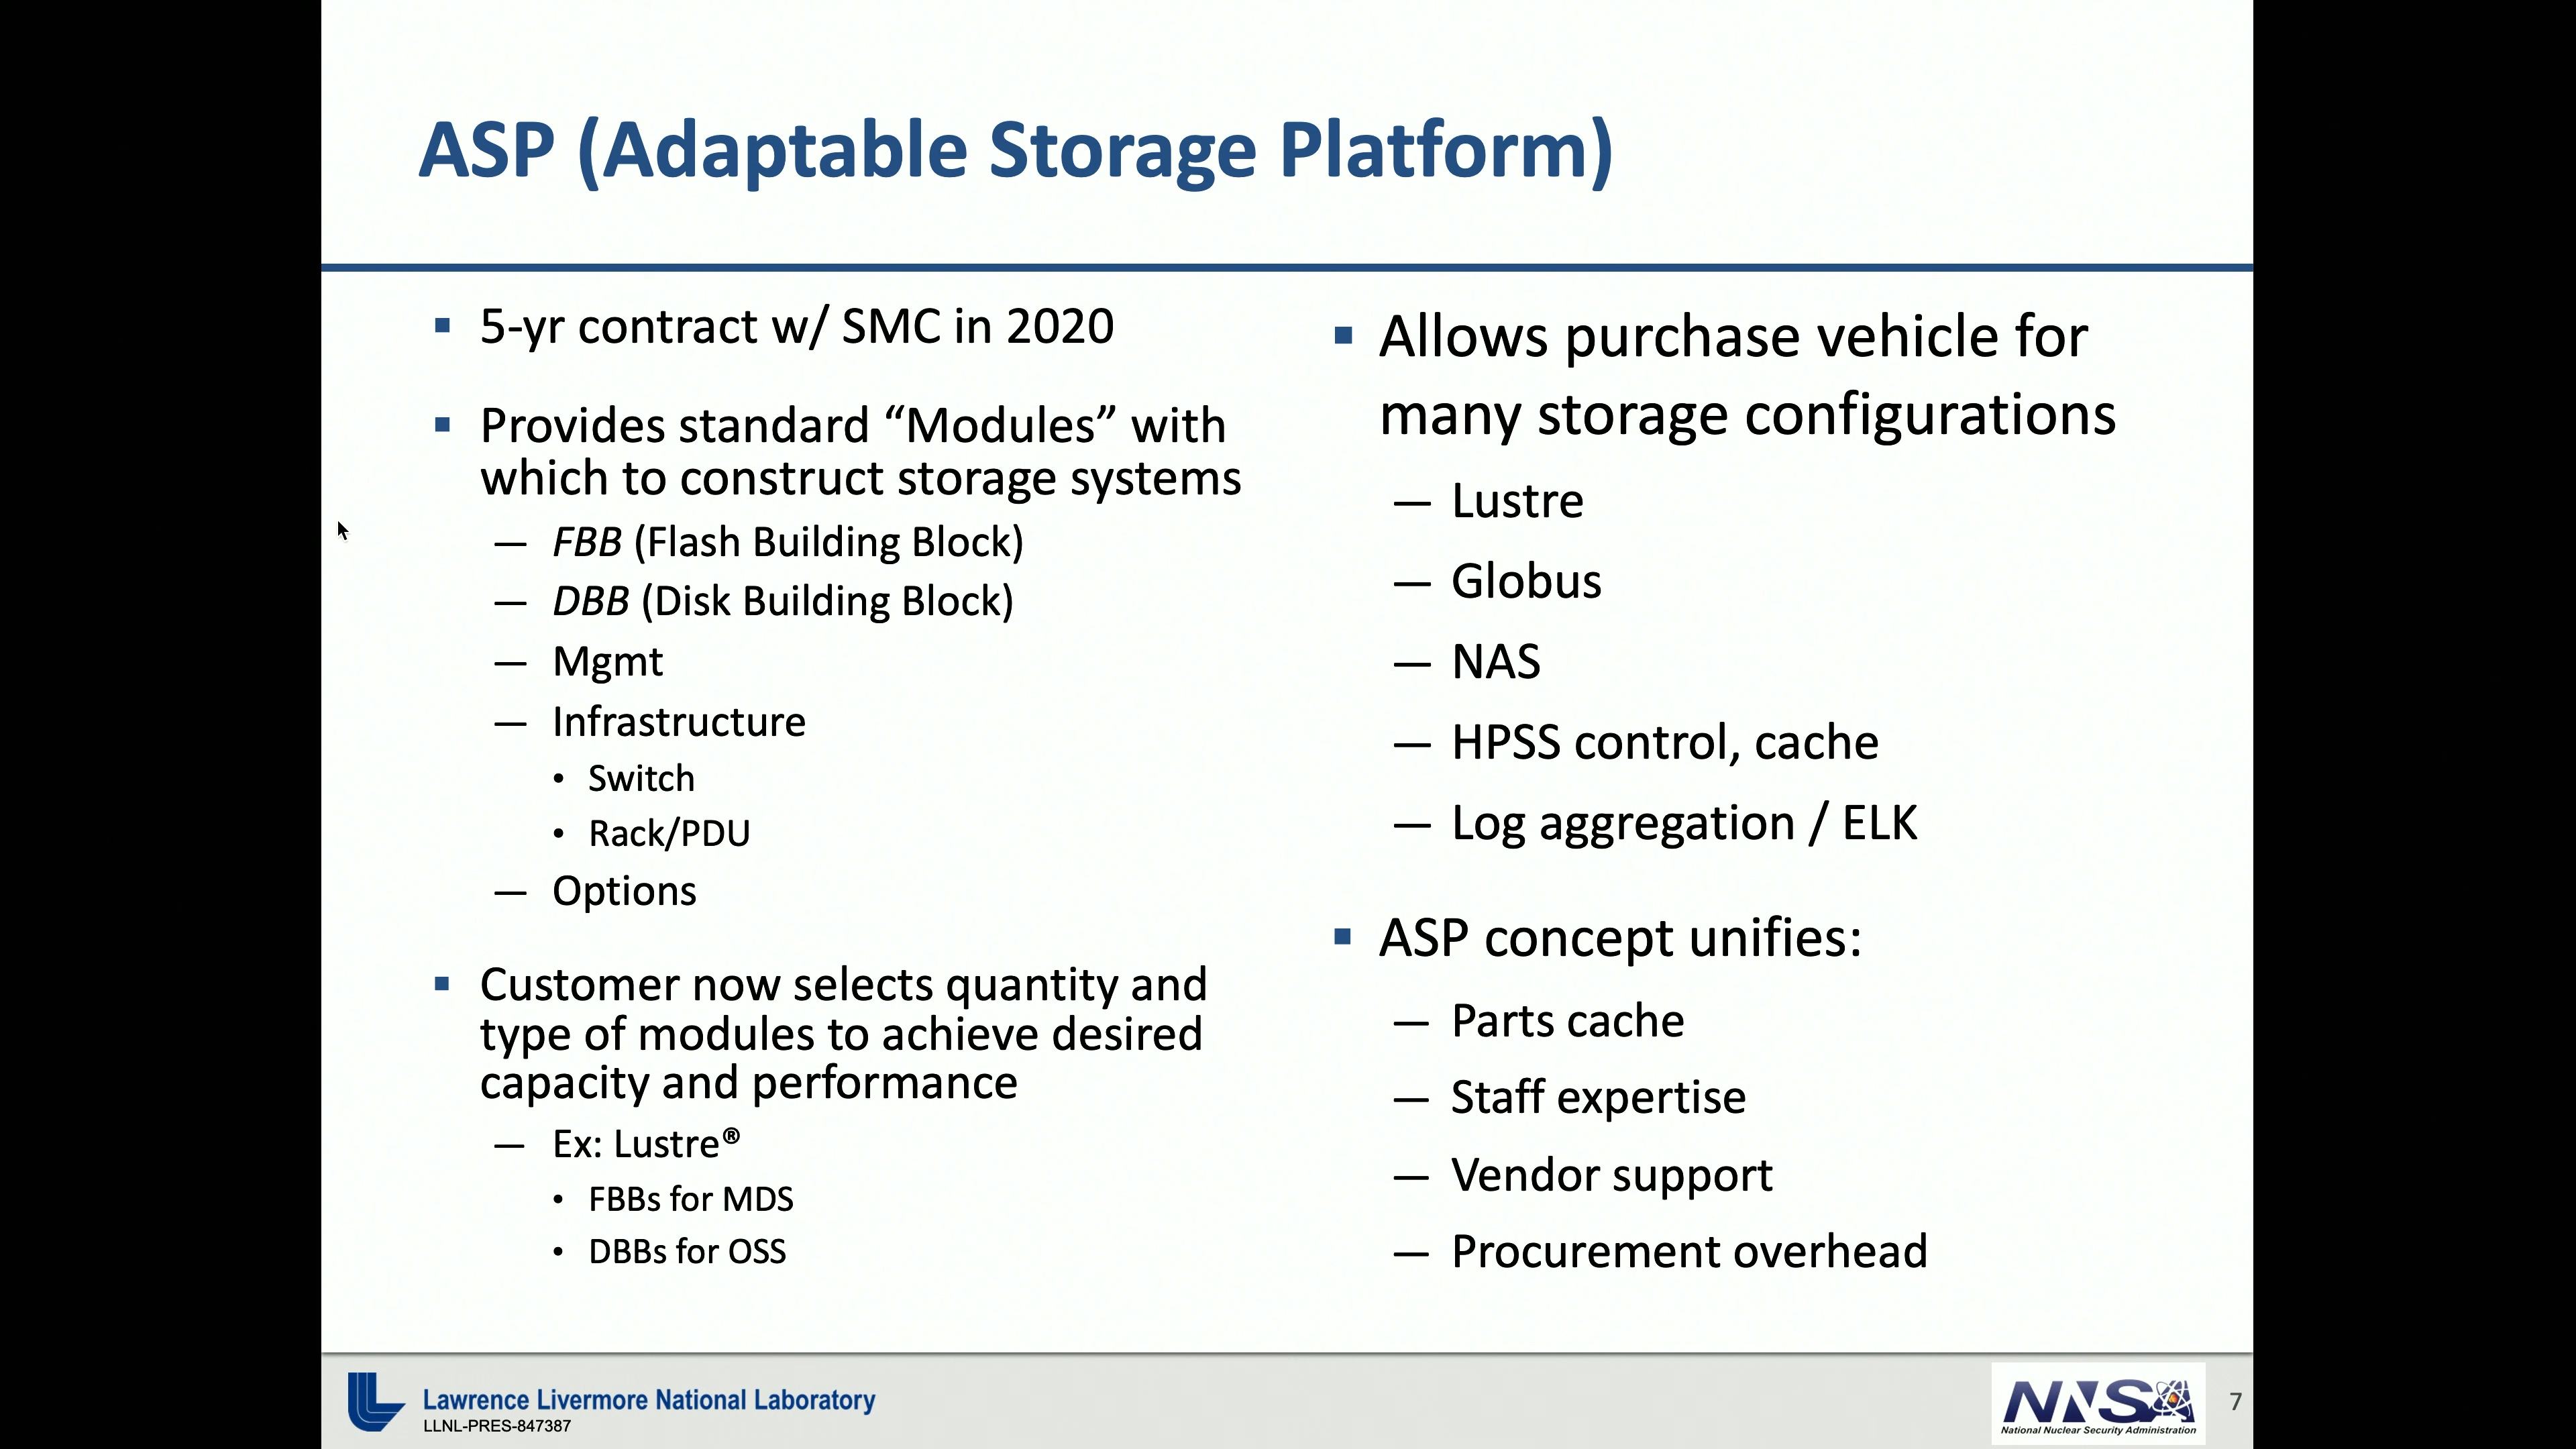 ASP (Adaptable Storage Platform)
▪ 5-yr contract w/ SMC in 2020
▪ Provides standard “Modules” with
which to construct storage systems
— FBB (Flash Building Block)
— DBB (Disk Building Block)
— Mgmt
— Infrastructure
• Switch
• Rack/PDU
— Options
▪ Customer now selects quantity and
type of modules to achieve desired
capacity and performance
— Ex: Lustre®
• FBBs for MDS
• DBBs for OSS
▪ Allows purchase vehicle for
many storage configurations
— Lustre
— Globus
— NAS
— HPSS control, cache
— Log aggregation / ELK
▪ ASP concept unifies:
— Parts cache
— Staff expertise
— Vendor support
— Procurement overhead
Lawrence Livermore National Laboratory
LLNL-PRES-847387
NNSA
National Nuclear Security Administration
7